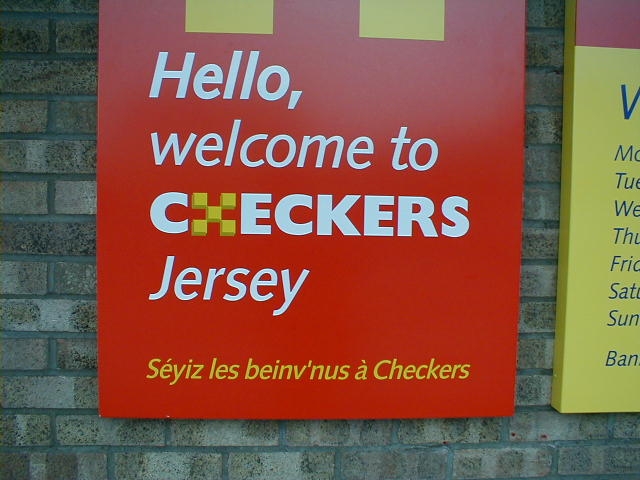 Hello,
welcome to
CHECKERS
Jersey
Séyiz les beinv'nus à Checkers